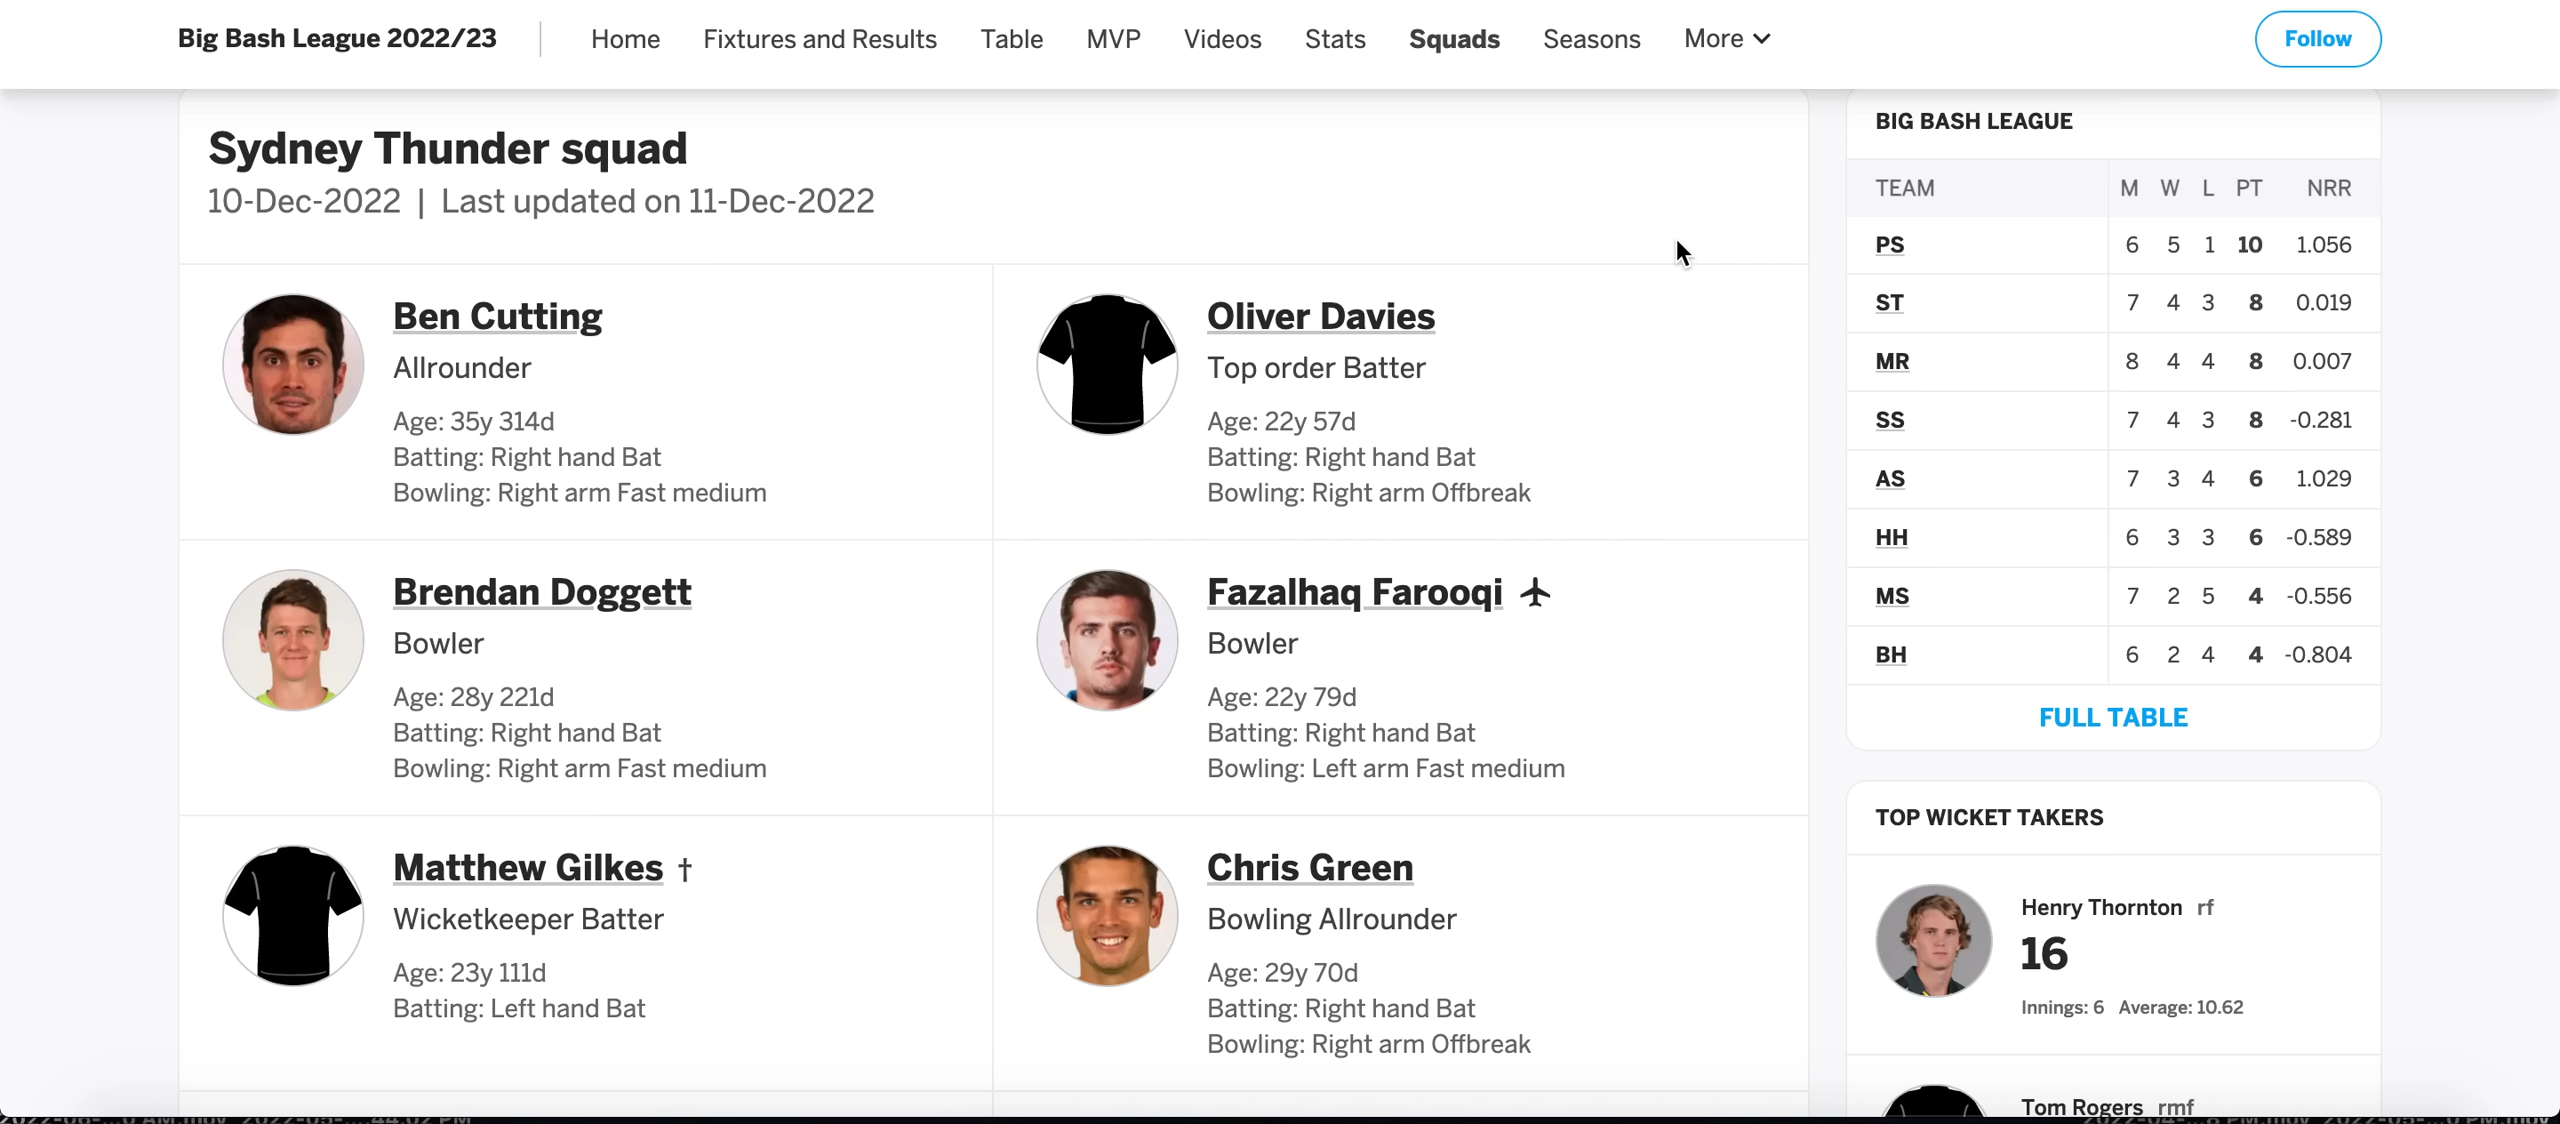 Big Bash League 2022/23 Home Fixtures and Results Table MVP Videos Stats Squads Seasons More Follow
Sydney Thunder squad
10-Dec-2022 | Last updated on 11-Dec-2022
Ben Cutting
Allrounder
Age: 35y 314d
Batting: Right hand Bat
Bowling: Right arm Fast medium
Oliver Davies
Top order Batter
Age: 22y 57d
Batting: Right hand Bat
Bowling: Right arm Offbreak
Brendan Doggett
Bowler
Age: 28y 221d
Batting: Right hand Bat
Bowling: Right arm Fast medium
Fazalhaq Farooqi
Bowler
Age: 22y 79d
Batting: Right hand Bat
Bowling: Left arm Fast medium
Matthew Gilkes †
Wicketkeeper Batter
Age: 23y 111d
Batting: Left hand Bat
Chris Green
Bowling Allrounder
Age: 29y 70d
Batting: Right hand Bat
Bowling: Right arm Offbreak
BIG BASH LEAGUE
TEAM M W L PT NRR
PS 6 5 1 10 1.056
ST 7 4 3 8 0.019
MR 8 4 4 8 0.007
SS 7 4 3 8 -0.281
AS 7 3 4 6 1.029
HH 6 3 3 6 -0.589
MS 7 2 5 4 -0.556
BH 6 2 4 4 -0.804
FULL TABLE
TOP WICKET TAKERS
Henry Thornton rf
16
Innings: 6 Average: 10.62
Tom Rogers rmf